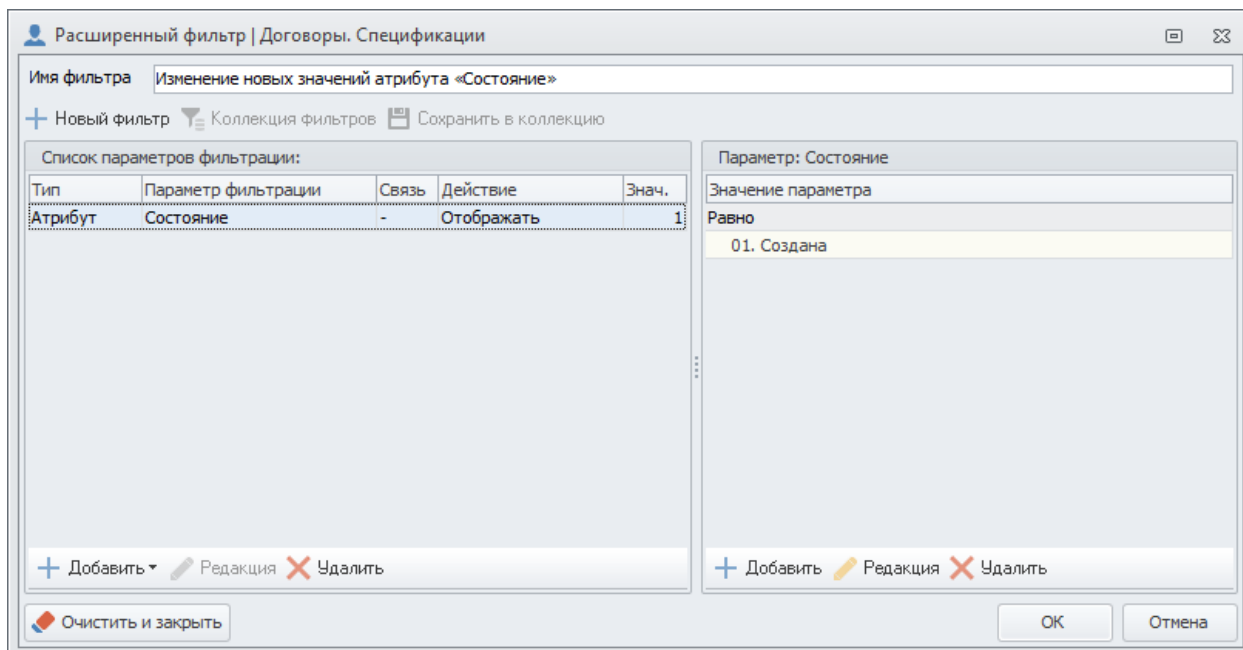 Расширенный фильтр | Договоры. Спецификации
Имя фильтра Изменение новых значений атрибута «Состояние»
Новый фильтр Коллекция фильтров Сохранить в коллекцию
Список параметров фильтрации: Параметр: Состояние
Тип Параметр фильтрации Связь Действие Знач. Значение параметра
Атрибут Состояние - Отображать 1 Равно
01. Создана
Добавить Редакция Удалить Добавить Редакция Удалить
Очистить и закрыть ОК Отмена